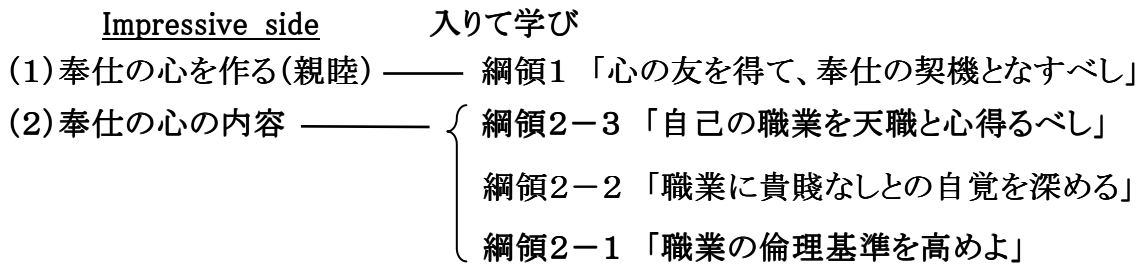 Impressive side 入りて学び
(1)奉仕の心を作る(親睦) 綱領1 「心の友を得て、奉仕の契機となすべし」
(2)奉仕の心の内容 綱領2－3 「自己の職業を天職と心得るべし」
綱領2－2 「職業に貴賤なしとの自覚を深める」
綱領2－1 「職業の倫理基準を高めよ」